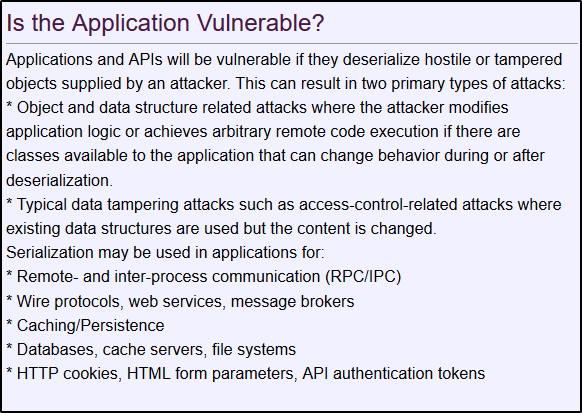 Is the Application Vulnerable?
Applications and APIs will be vulnerable if they deserialize hostile or tampered
objects supplied by an attacker. This can result in two primary types of attacks:
* Object and data structure related attacks where the attacker modifies
application logic or achieves arbitrary remote code execution if there are
classes available to the application that can change behavior during or after
deserialization.
* Typical data tampering attacks such as access-control-related attacks where
existing data structures are used but the content is changed.
Serialization may be used in applications for:
* Remote- and inter-process communication (RPC/IPC)
* Wire protocols, web services, message brokers
* Caching/Persistence
* Databases, cache servers, file systems
* HTTP cookies, HTML form parameters, API authentication tokens